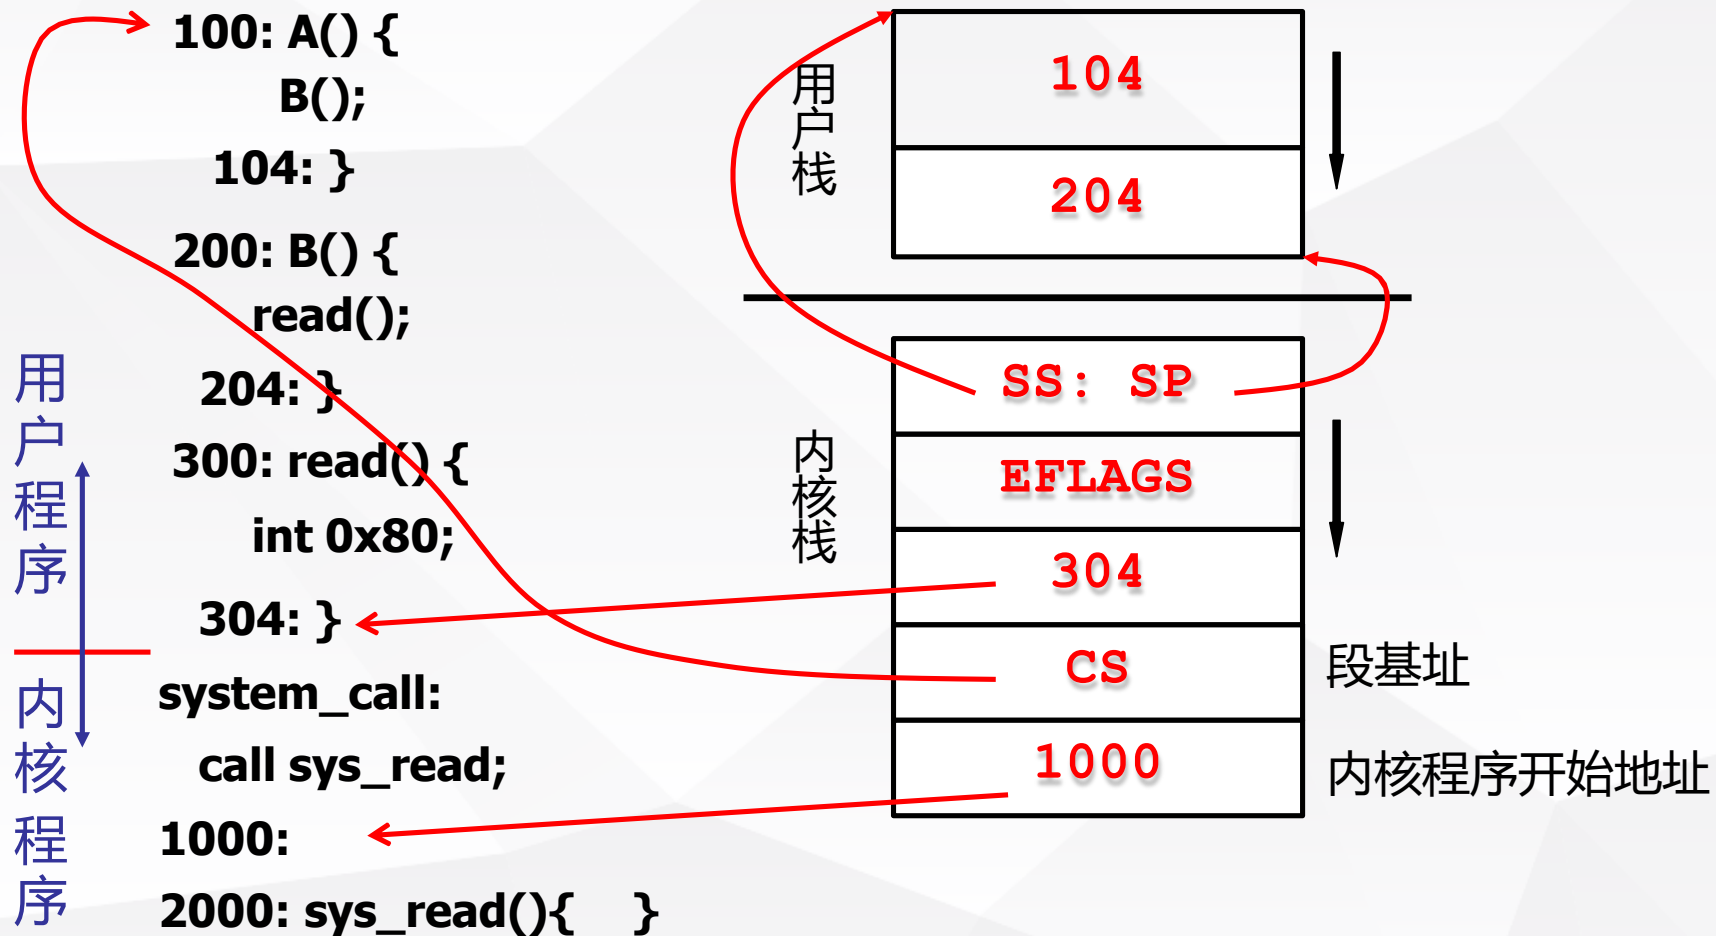 100: A() {
B();
104: }
200: B() {
read();
204: }
300: read() {
int 0x80;
304: }
system_call:
call sys_read;
1000:
2000: sys_read(){ }
用户程序
内核程序
用户栈
104
204
内核栈
SS: SP
EFLAGS
304
CS
段基址
1000
内核程序开始地址